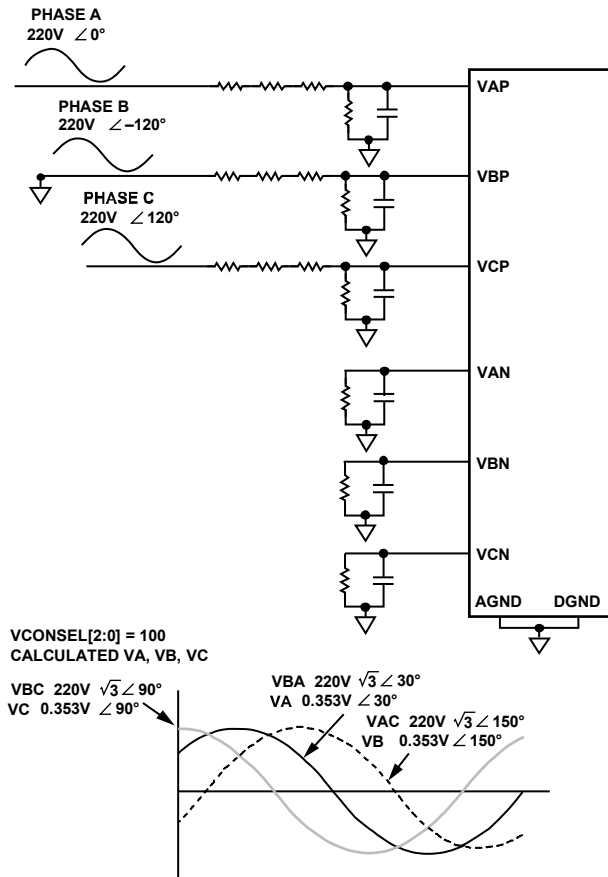 PHASE A
220V ∠0°
VAP
PHASE B
220V ∠–120°
VBP
PHASE C
220V ∠120°
VCP
VAN
VBN
VCN
AGND DGND
VCONSEL[2:0] = 100
CALCULATED VA, VB, VC
VBC 220V √3∠90°
VC 0.353V ∠90°
VBA 220V √3∠30°
VA 0.353V∠30°
VAC 220V √3∠150°
VB 0.353V∠150°